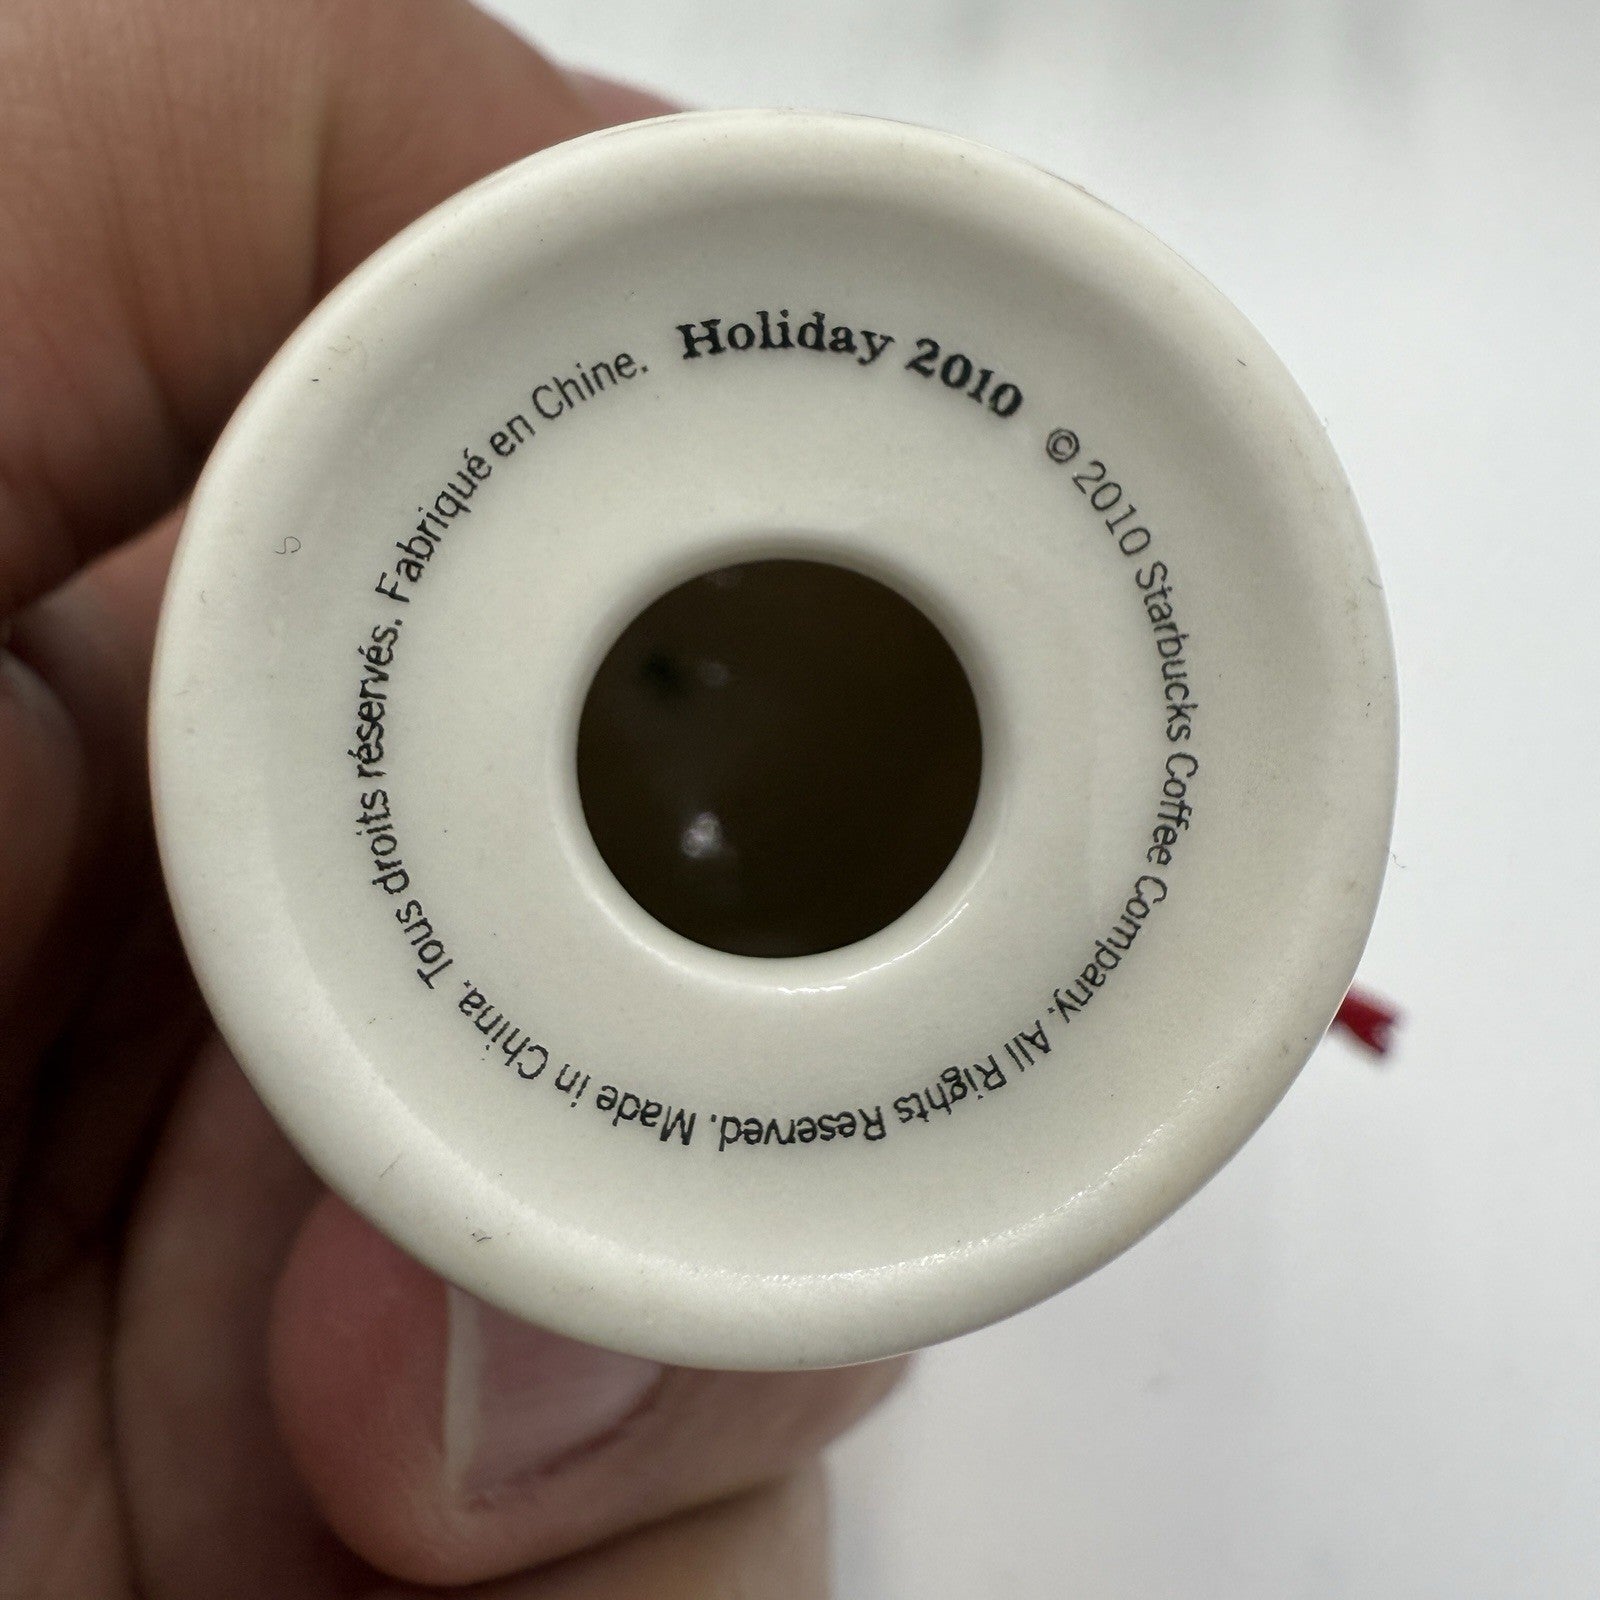 Holiday 2010
© 2010 Starbucks Coffee Company. All Rights Reserved. Made in China. Tous droits réservés. Fabriqué en Chine.